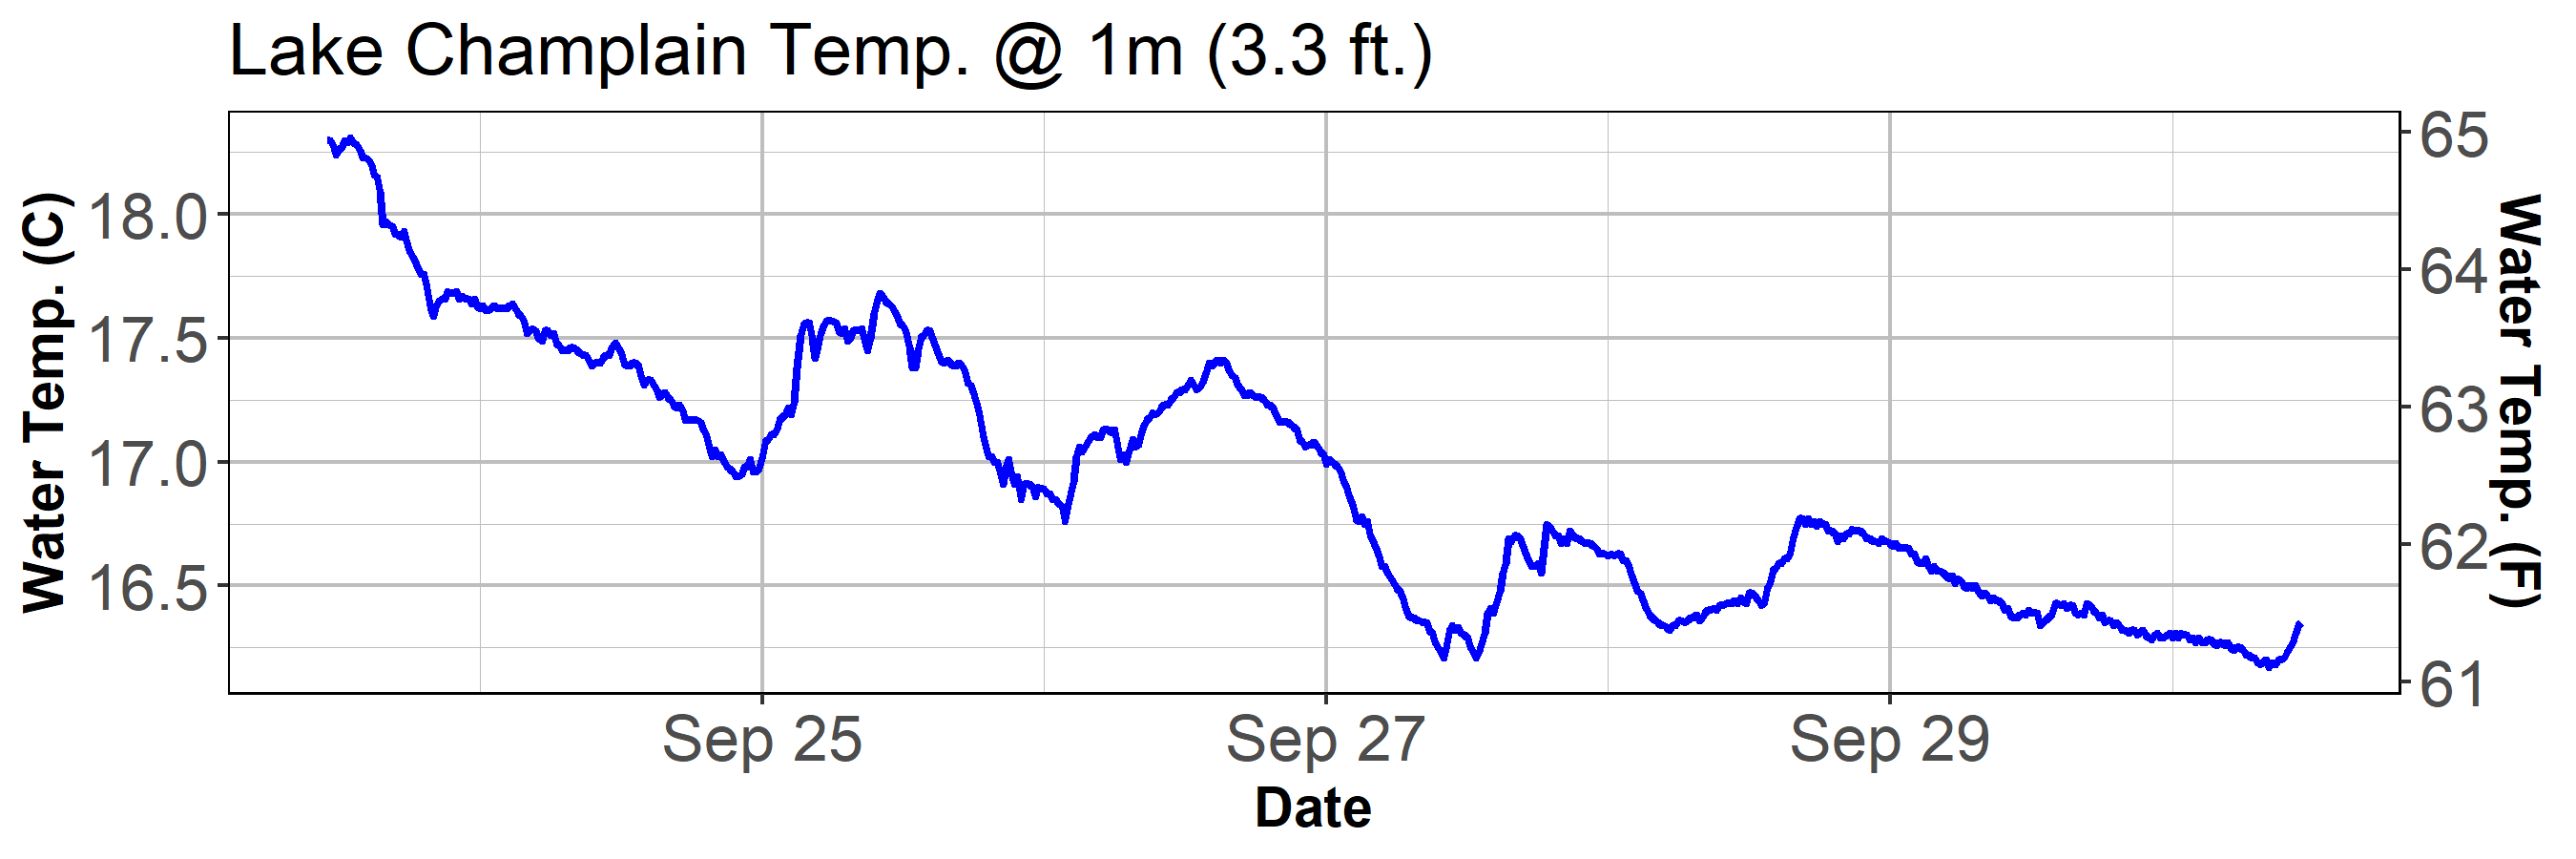 Lake Champlain Temp. @ 1m (3.3 ft.)
Water Temp. (C)
18.0
17.5
17.0
16.5
65
64
63
62
61
Water Temp. (F)
Sep 25
Sep 27
Sep 29
Date